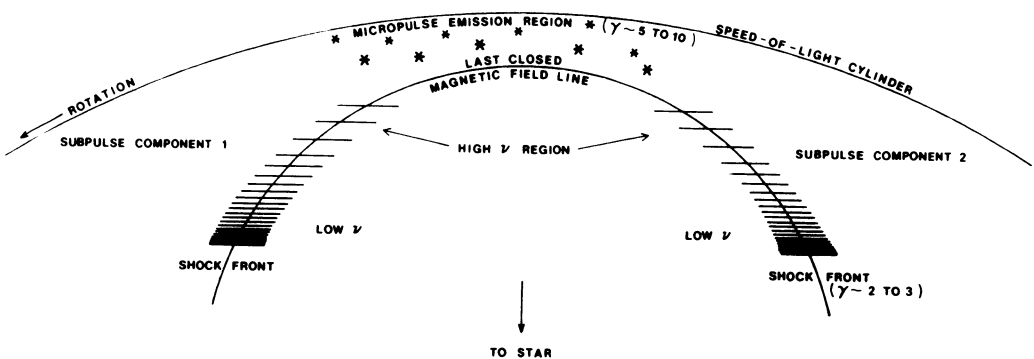 MICROPULSE EMISSION REGION
(γ ~ 5 TO 10)
SPEED-OF-LIGHT CYLINDER
LAST CLOSED
MAGNETIC FIELD LINE
ROTATION
SUBPULSE COMPONENT 1
HIGH ν REGION
SUBPULSE COMPONENT 2
LOW ν
LOW ν
SHOCK FRONT
SHOCK FRONT
(γ ~ 2 TO 3)
TO STAR